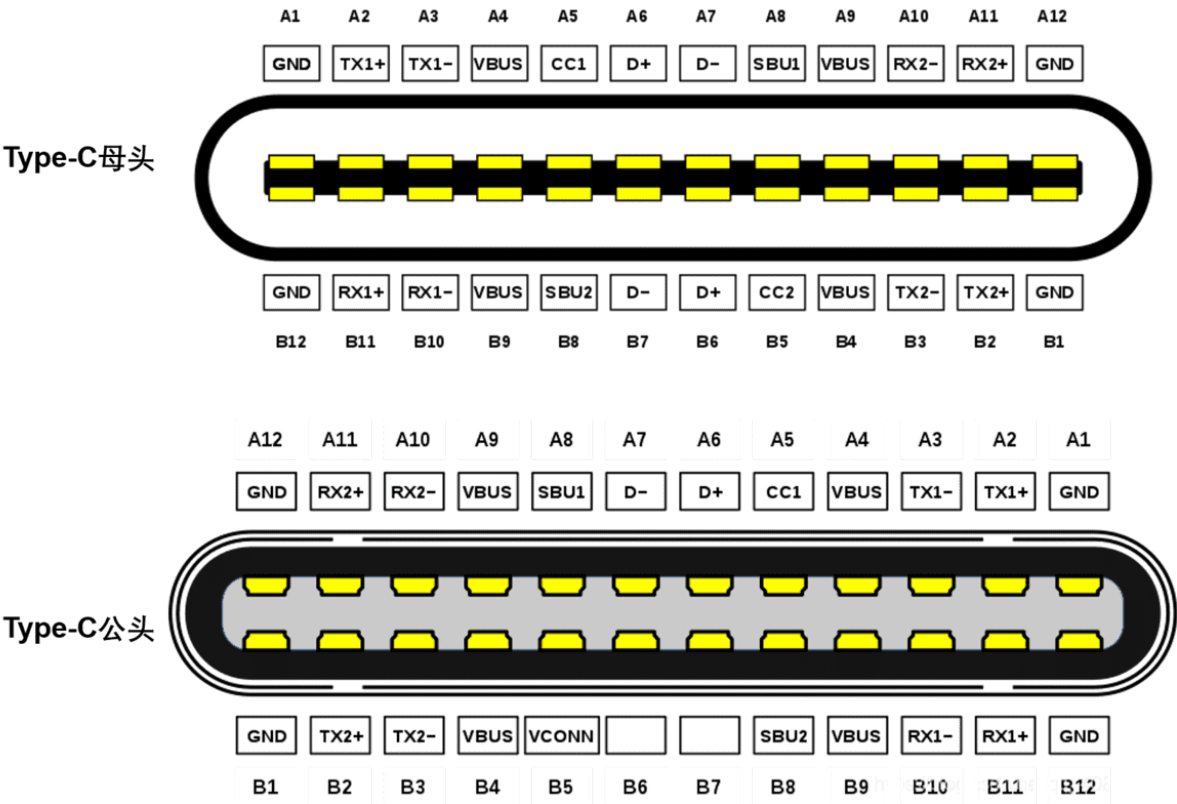 A1 A2 A3 A4 A5 A6 A7 A8 A9 A10 A11 A12
GND TX1+ TX1− VBUS CC1 D+ D− SBU1 VBUS RX2− RX2+ GND
Type-C母头
GND RX1+ RX1− VBUS SBU2 D− D+ CC2 VBUS TX2− TX2+ GND
B12 B11 B10 B9 B8 B7 B6 B5 B4 B3 B2 B1
A12 A11 A10 A9 A8 A7 A6 A5 A4 A3 A2 A1
GND RX2+ RX2− VBUS SBU1 D− D+ CC1 VBUS TX1− TX1+ GND
Type-C公头
GND TX2+ TX2− VBUS VCONN SBU2 VBUS RX1− RX1+ GND
B1 B2 B3 B4 B5 B6 B7 B8 B9 B10 B11 B12